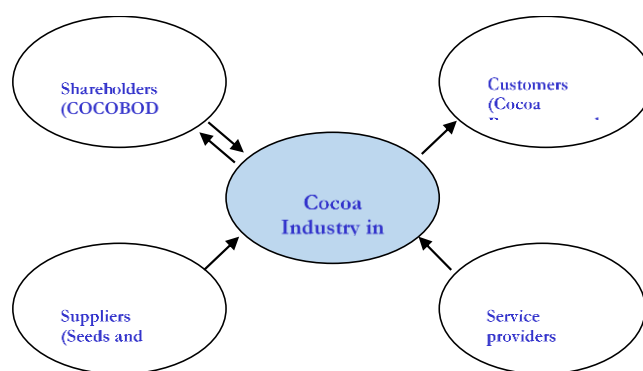 Shareholders
(COCOBOD
Customers
(Cocoa
Cocoa
Industry in
Suppliers
(Seeds and
Service
providers